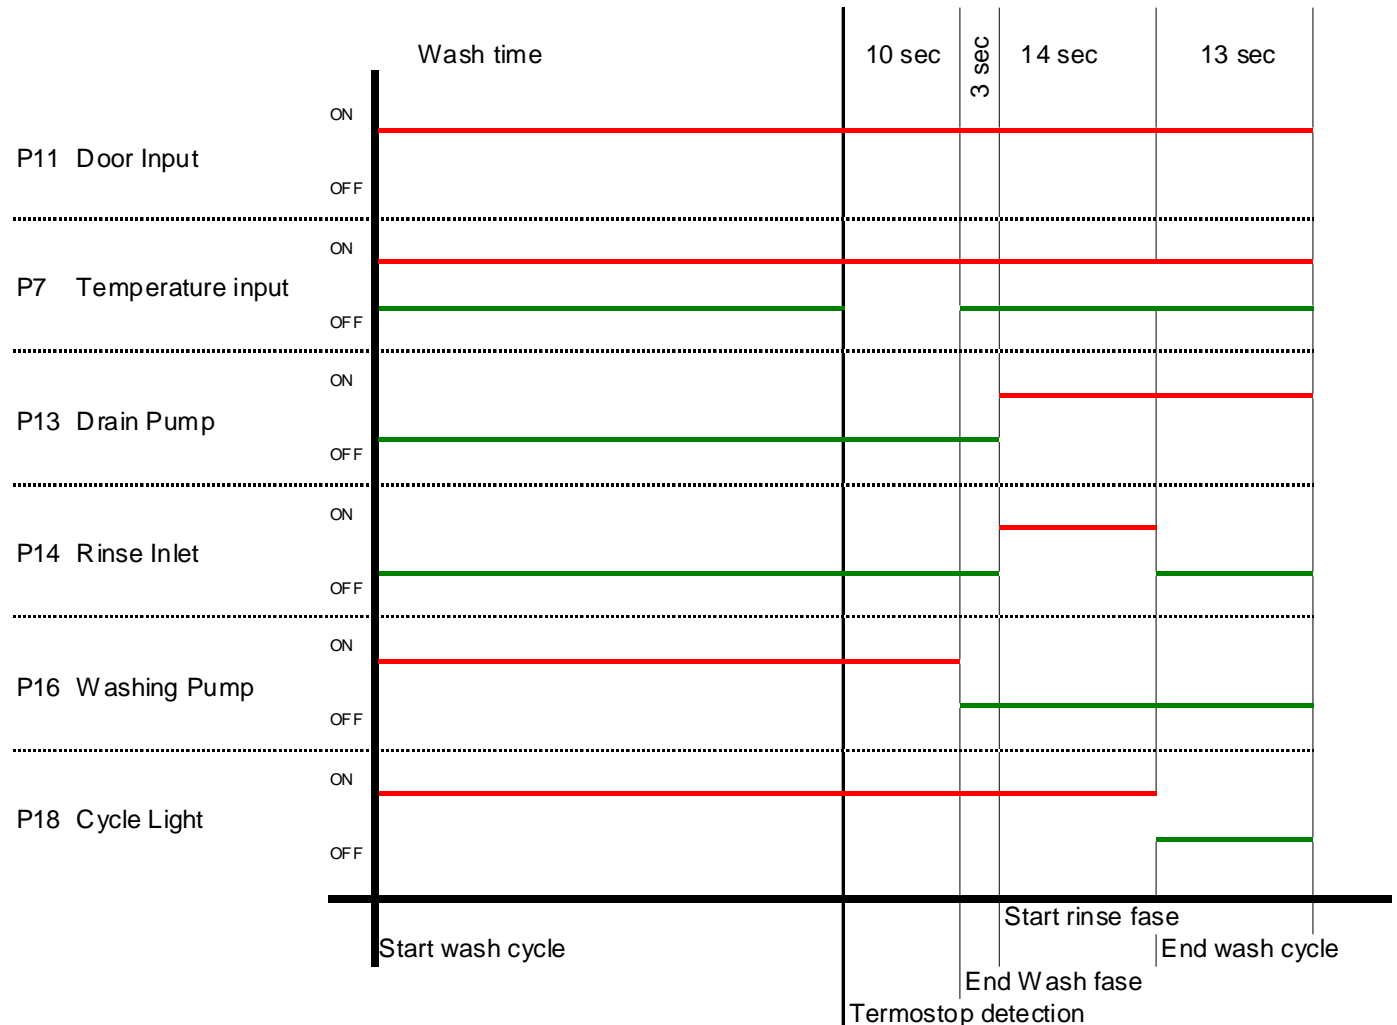 Wash time
10 sec
3 sec
14 sec
13 sec
ON
P11 Door Input
OFF
ON
P7 Temperature input
OFF
ON
P13 Drain Pump
OFF
ON
P14 Rinse Inlet
OFF
ON
P16 Washing Pump
OFF
ON
P18 Cycle Light
OFF
Start rinse fase
Start wash cycle
End wash cycle
End Wash fase
Termostop detection